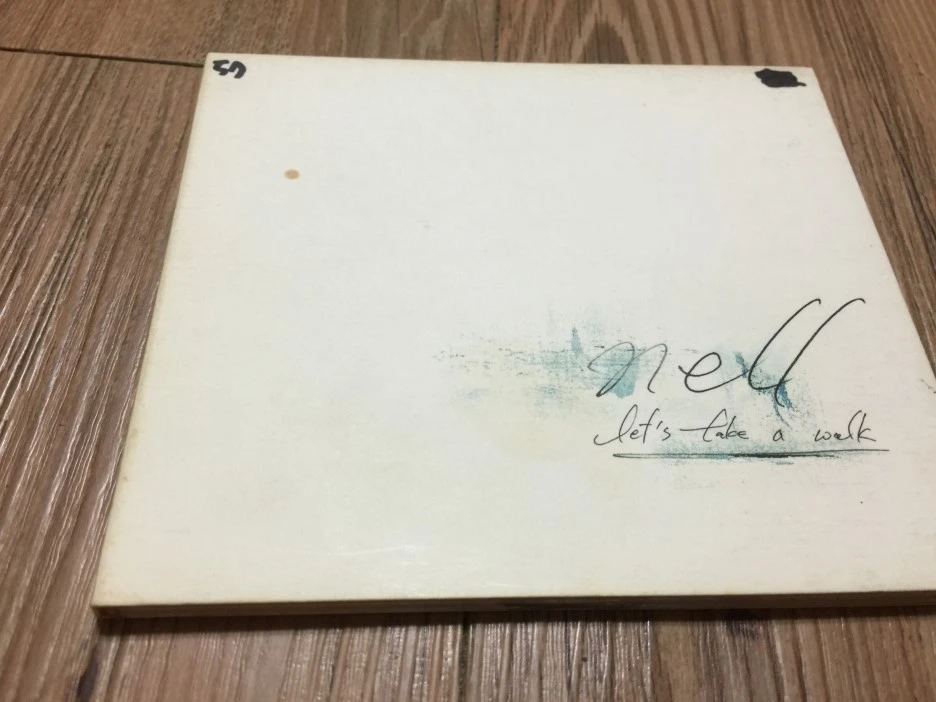 nell
let's take a walk